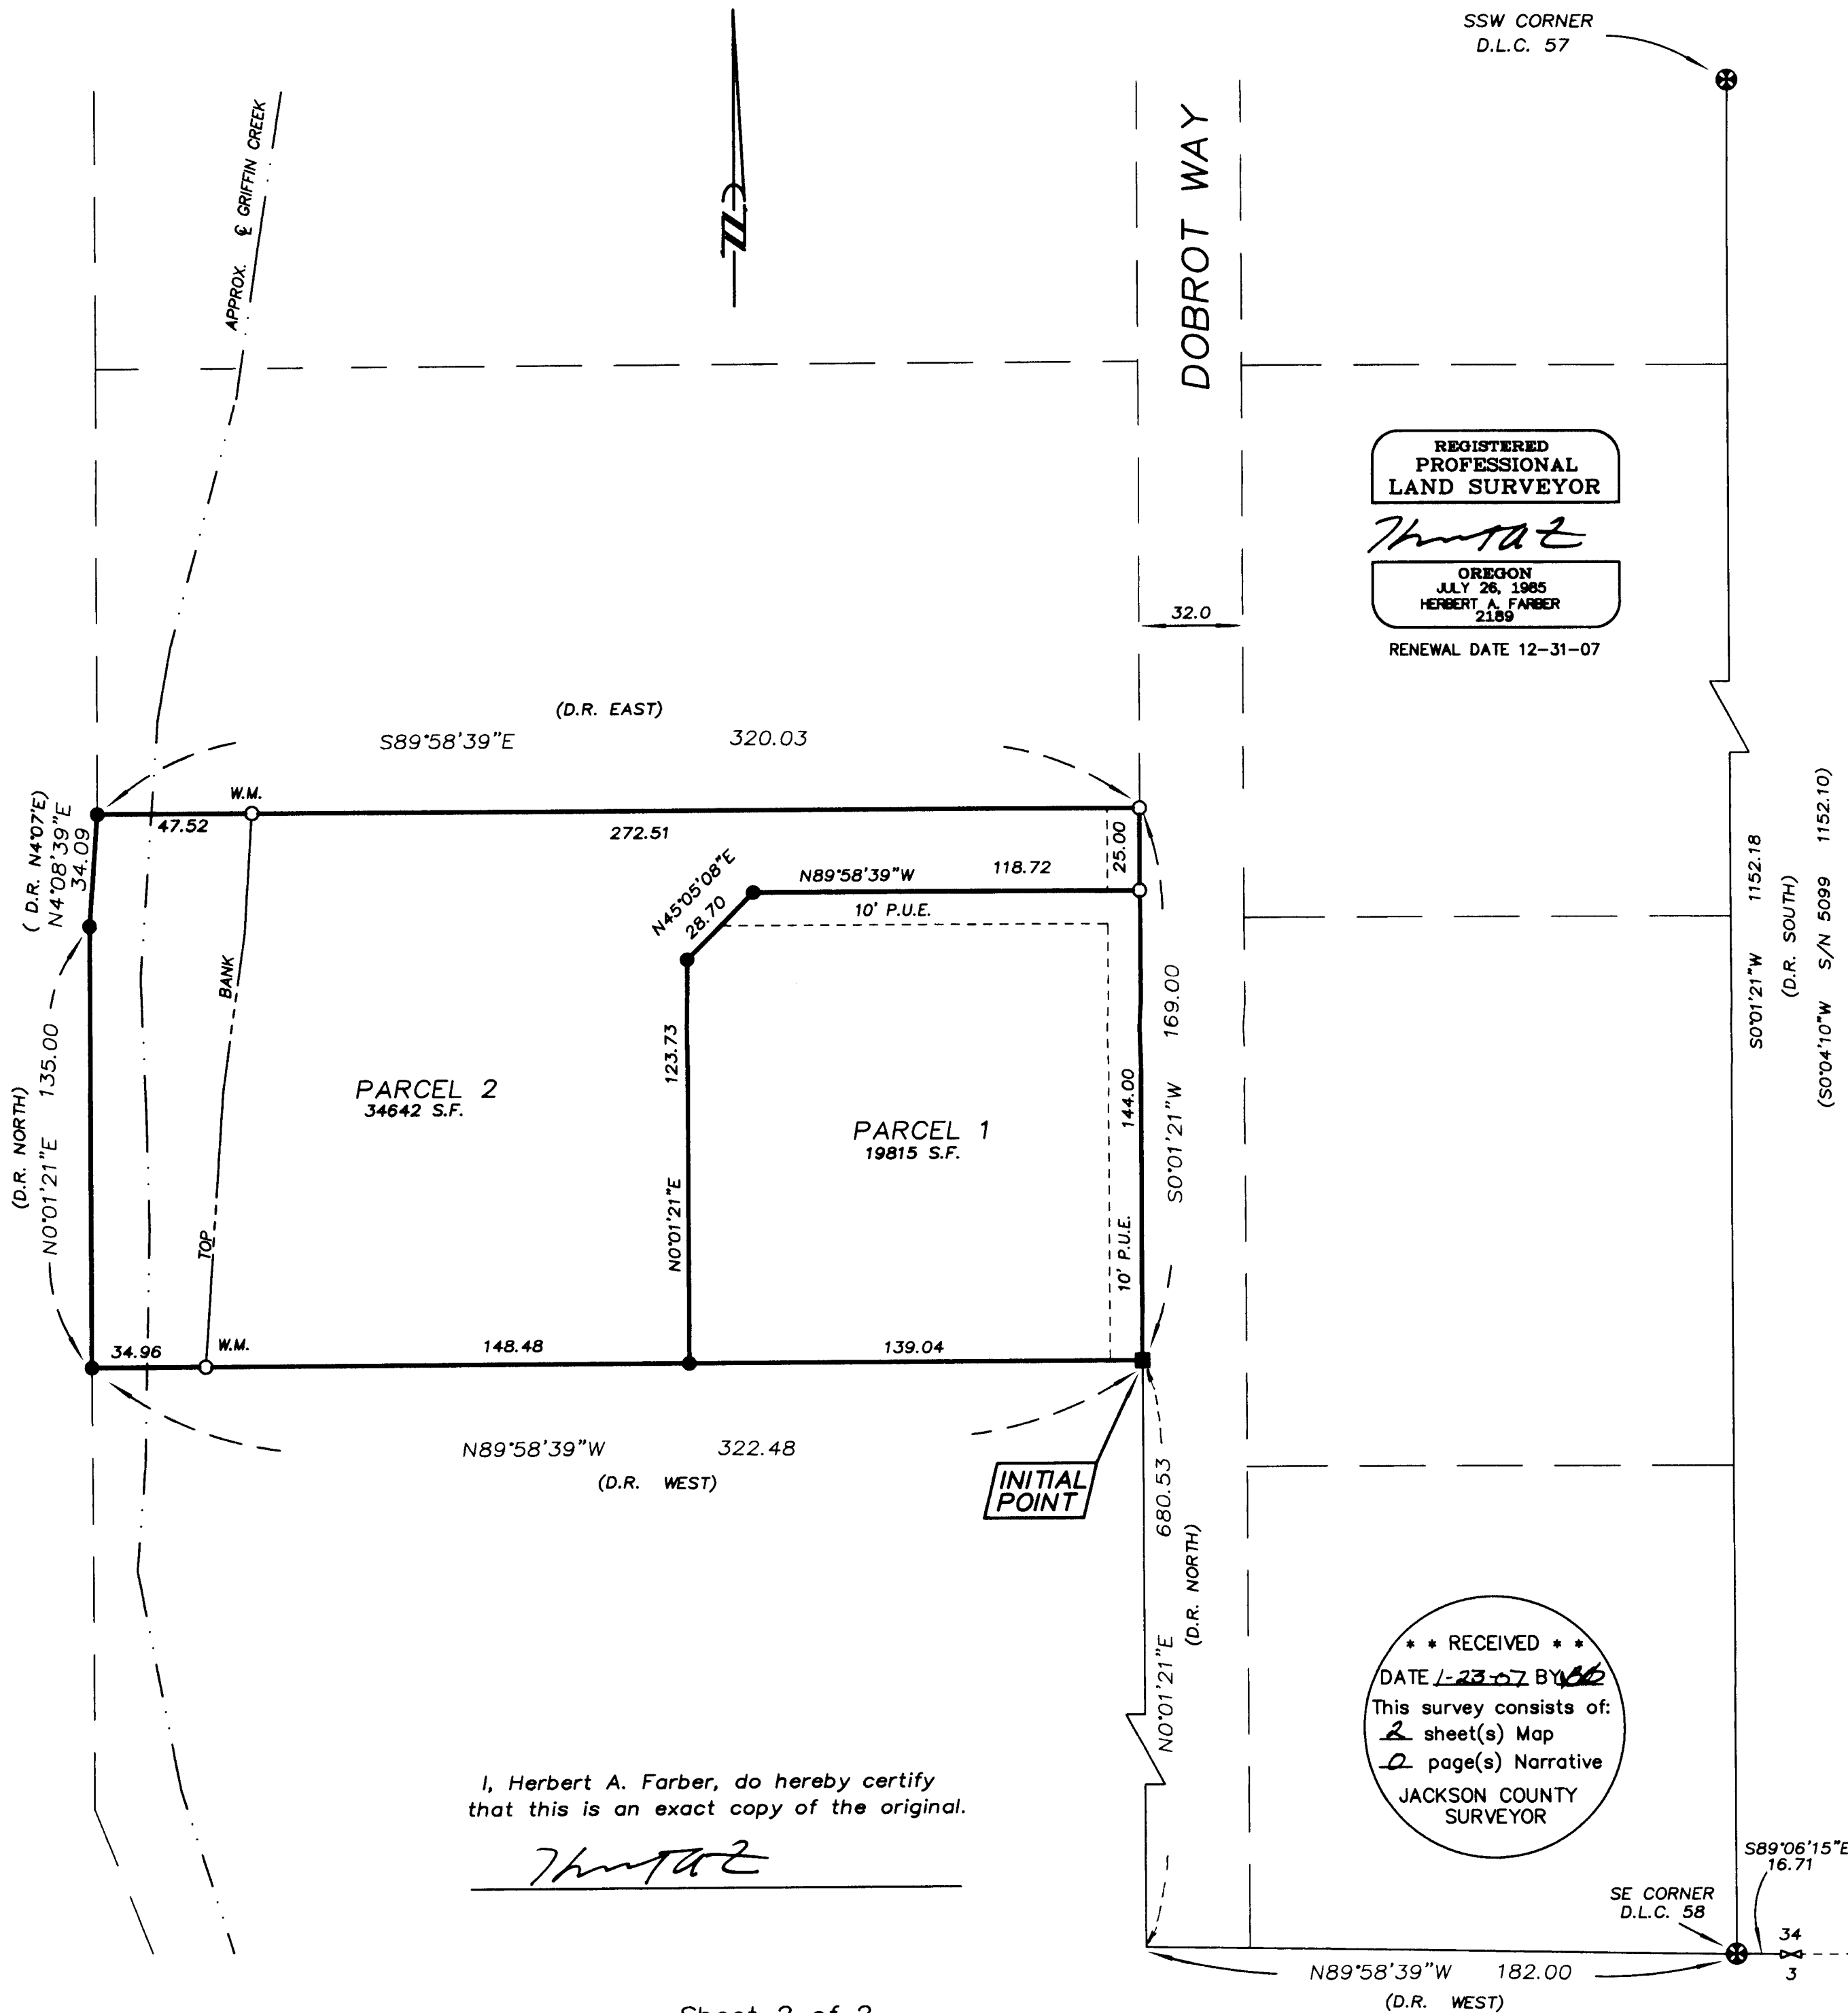 SSW CORNER
D.L.C. 57
APPROX. ℄ GRIFFIN CREEK
DOBROT WAY
REGISTERED
PROFESSIONAL
LAND SURVEYOR
OREGON
JULY 26, 1985
HERBERT A. FARBER
2189
RENEWAL DATE 12-31-07
32.0
(D.R. EAST)
S89°58'39"E 320.03
W.M.
47.52
272.51
25.00
( D.R. N4°07'E)
N4°08'39"E
34.09
N89°58'39"W 118.72
10' P.U.E.
N45°05'08"E
28.70
TOP BANK
(D.R. NORTH)
N0°01'21"E 135.00
PARCEL 2
34642 S.F.
N0°01'21"E 123.73
PARCEL 1
19815 S.F.
10' P.U.E.
144.00
S0°01'21"W 169.00
S0°01'21"W 1152.18
(D.R. SOUTH)
(S0°04'10"W S/N 5099 1152.10)
34.96
W.M.
148.48
139.04
N89°58'39"W 322.48
(D.R. WEST)
INITIAL
POINT
N0°01'21"E 680.53
(D.R. NORTH)
* * RECEIVED * *
DATE 1-23-07 BY
This survey consists of:
2 sheet(s) Map
0 page(s) Narrative
JACKSON COUNTY
SURVEYOR
I, Herbert A. Farber, do hereby certify
that this is an exact copy of the original.
S89°06'15"E
16.71
SE CORNER
D.L.C. 58
34
3
N89°58'39"W 182.00
(D.R. WEST)
Sheet 2 of 2